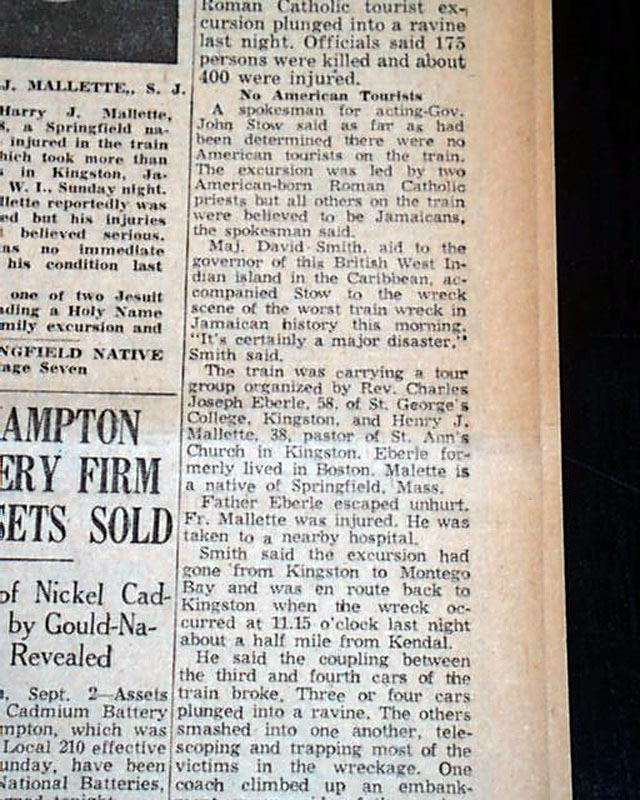 J. MALLETTE,, S. J.
Harry J. Mallette,
8, a Springfield na-
injured in the train
hich took more than
s in Kingston, Ja-
W. I., Sunday night.
llette reportedly was
ed but his injuries
believed serious.
as no immediate
his condition last
one of two Jesuit
ading a Holy Name
mily excursion and
NGFIELD NATIVE
age Seven
AMPTON
ERY FIRM
SETS SOLD
of Nickel Cad-
by Gould-Na-
Revealed
n, Sept. 2—Assets
Cadmium Battery
mpton, which was
Local 210 effective
unday, have been
National Batteries,
tonight
Roman Catholic tourist ex-
cursion plunged into a ravine
last night. Officials said 175
persons were killed and about
400 were injured.
No American Tourists
A spokesman for acting-Gov.
John Stow said as far as had
been determined there were no
American tourists on the train.
The excursion was led by two
American-born Roman Catholic
priests but all others on the train
were believed to be Jamaicans,
the spokesman said.
Maj. David Smith, aid to the
governor of this British West In-
dian island in the Caribbean, ac-
companied Stow to the wreck
scene of the worst train wreck in
Jamaican history this morning.
"It's certainly a major disaster,"
Smith said.
The train was carrying a tour
group organized by Rev. Charles
Joseph Eberle, 58, of St. George's
College, Kingston, and Henry J.
Mallette, 38, pastor of St. Ann's
Church in Kingston. Eberle for-
merly lived in Boston. Malette is
a native of Springfield, Mass.
Father Eberle escaped unhurt.
Fr. Mallette was injured. He was
taken to a nearby hospital.
Smith said the excursion had
gone from Kingston to Montego
Bay and was en route back to
Kingston when the wreck oc-
curred at 11.15 o'clock last night
about a half mile from Kendal.
He said the coupling between
the third and fourth cars of the
train broke. Three or four cars
plunged into a ravine. The others
smashed into one another, tele-
scoping and trapping most of the
victims in the wreckage. One
coach climbed up an embank-